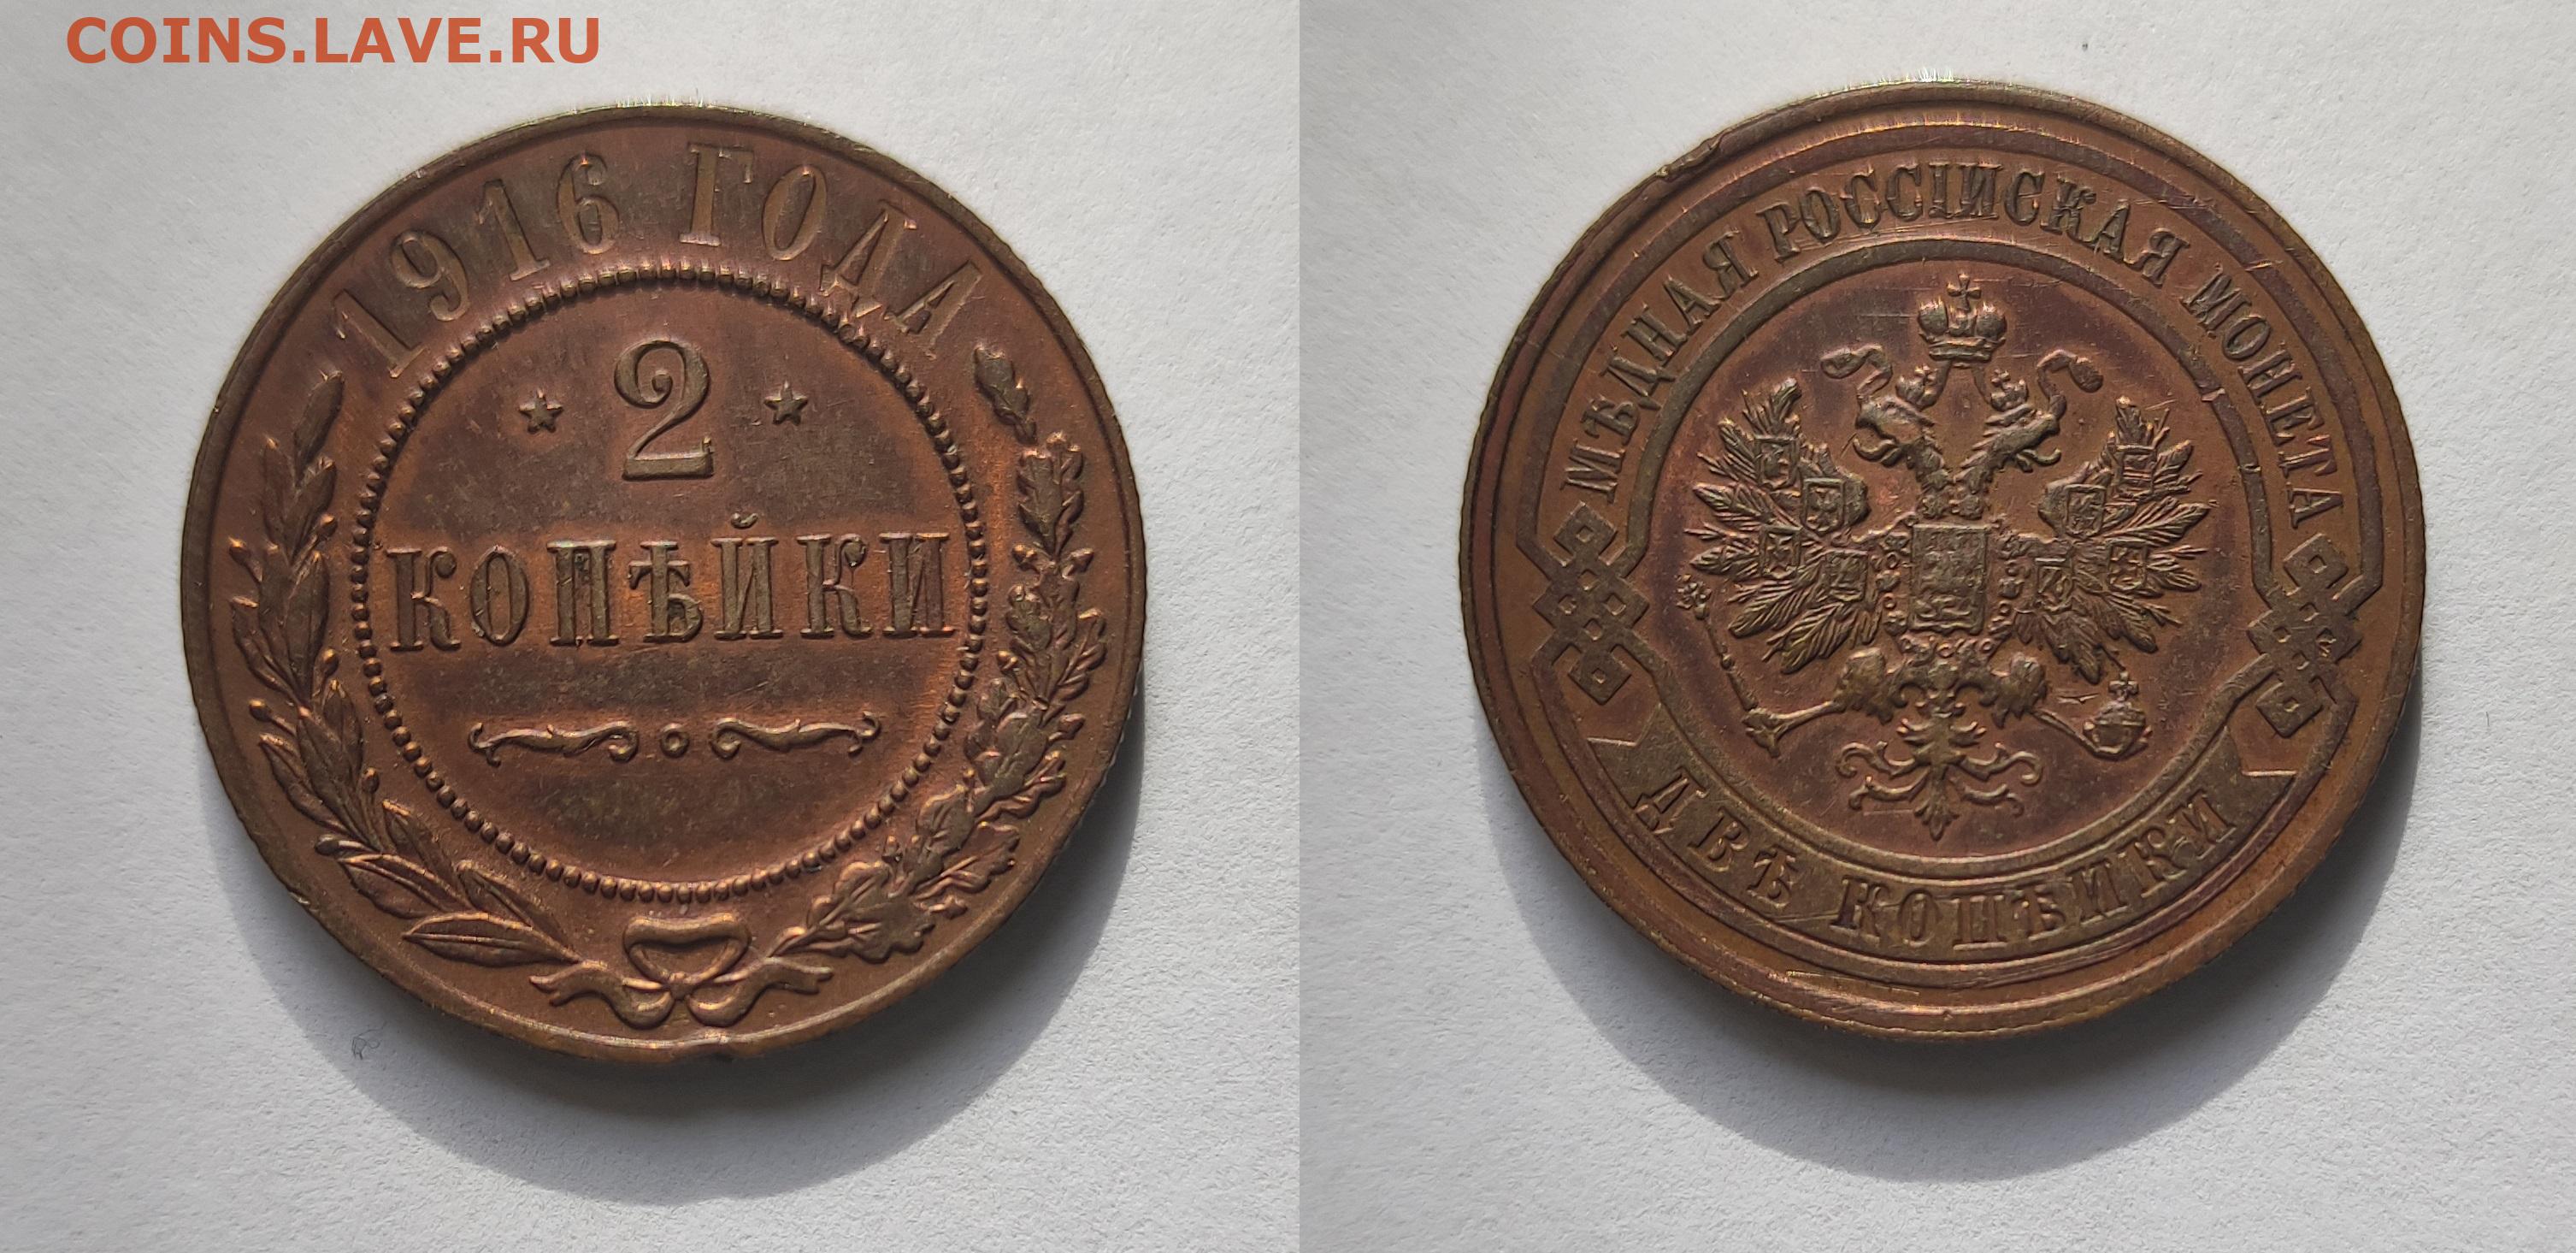 COINS.LAVE.RU
1916 ГОДА
2
КОПѢЙКИ
МѢДНАЯ РОССІЙСКАЯ МОНЕТА
ДВѢ КОПѢЙКИ